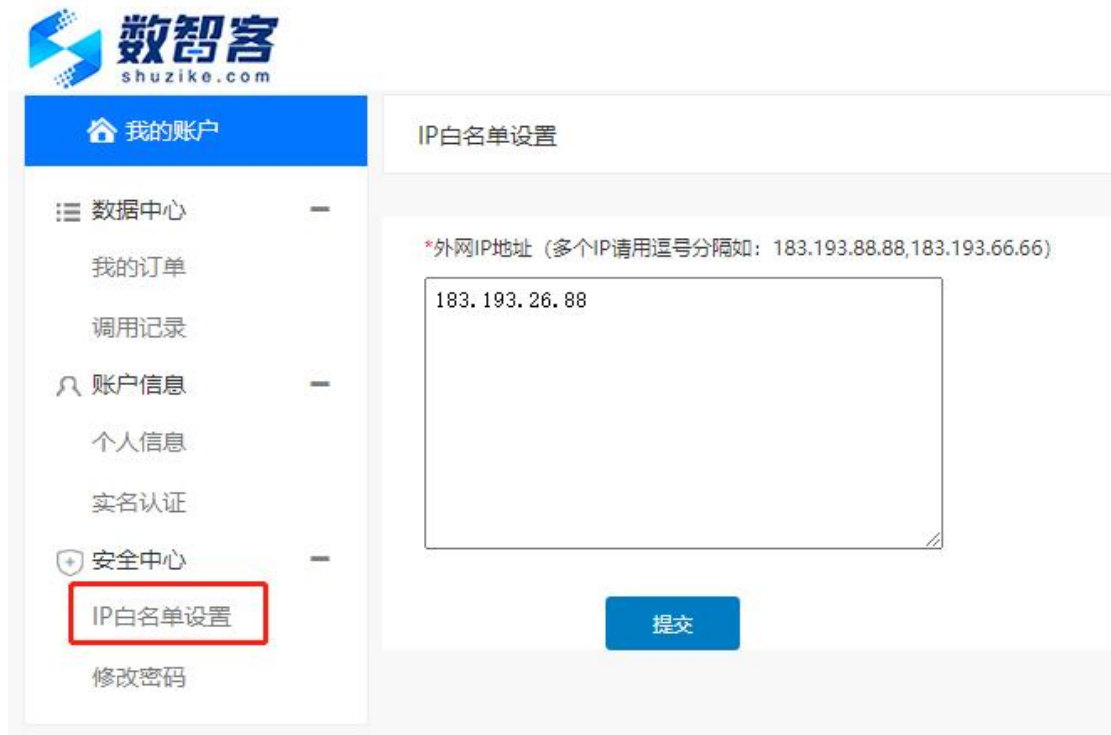 数智客
shuzike.com
我的账户
IP白名单设置
数据中心
我的订单
调用记录
账户信息
个人信息
实名认证
安全中心
IP白名单设置
修改密码
*外网IP地址（多个IP请用逗号分隔如：183.193.88.88,183.193.66.66）
183.193.26.88
提交